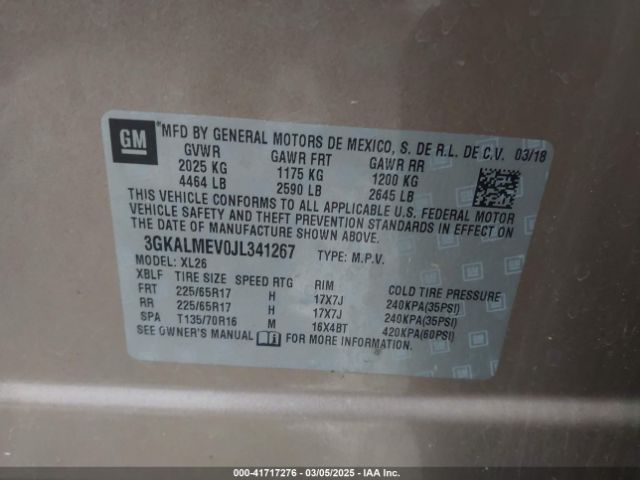 GM
*MFD BY GENERAL MOTORS DE MEXICO, S. DE R.L. DE C.V. 03/18
GVWR GAWR FRT GAWR RR
2025 KG 1175 KG 1200 KG
4464 LB 2590 LB 2645 LB
THIS VEHICLE CONFORMS TO ALL APPLICABLE U.S. FEDERAL MOTOR
VEHICLE SAFETY AND THEFT PREVENTION STANDARDS IN EFFECT ON
THE DATE OF MANUFACTURE SHOWN ABOVE.
3GKALMEV0JL341267 TYPE: M.P.V.
MODEL: XL26
XBLF TIRE SIZE SPEED RTG RIM COLD TIRE PRESSURE
FRT 225/65R17 H 17X7J 240KPA(35PSI)
RR 225/65R17 H 17X7J 240KPA(35PSI)
SPA T135/70R16 M 16X4BT 420KPA(60PSI)
SEE OWNER'S MANUAL FOR MORE INFORMATION.
000-41717276 | 03/05/2025 | IAA Inc.